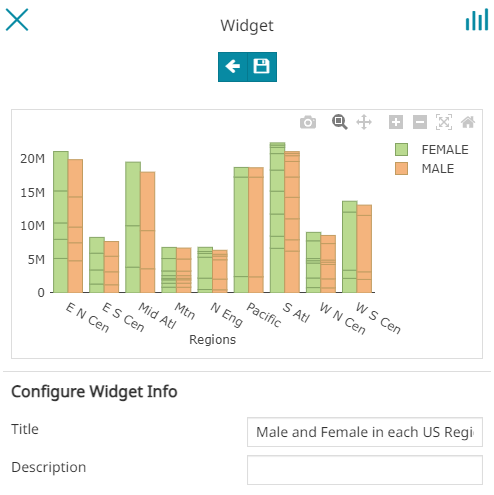 Widget
FEMALE
MALE
20M
15M
10M
5M
0
E N Cen
E S Cen
Mid Atl
Mtn
N Eng
Pacific
S Atl
W N Cen
W S Cen
Regions
Configure Widget Info
Title
Male and Female in each US Regi
Description